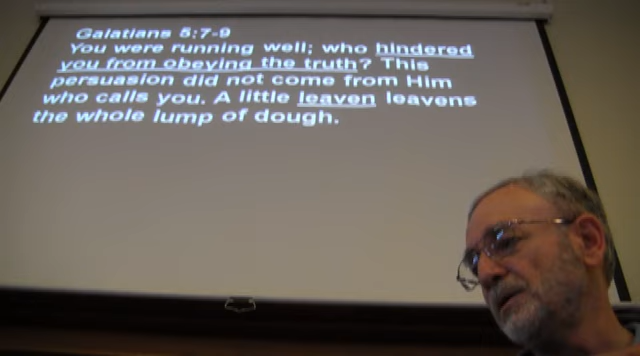 Galatians 5:7-9
You were running well; who hindered
you from obeying the truth? This
persuasion did not come from Him
who calls you. A little leaven leavens
the whole lump of dough.